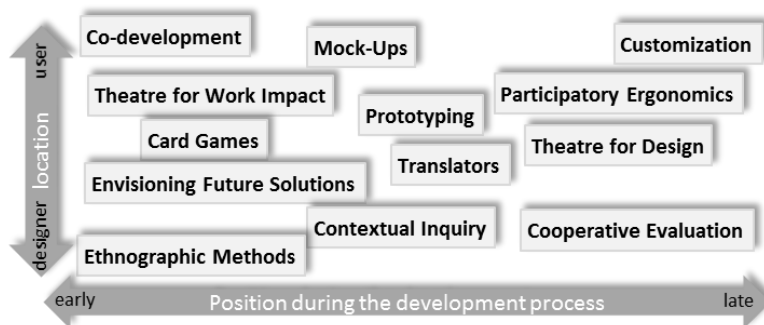 Co-development
Mock-Ups
Customization
user
Theatre for Work Impact
Participatory Ergonomics
Prototyping
Card Games
Theatre for Design
location
Translators
Envisioning Future Solutions
designer
Contextual Inquiry
Cooperative Evaluation
Ethnographic Methods
early
Position during the development process
late